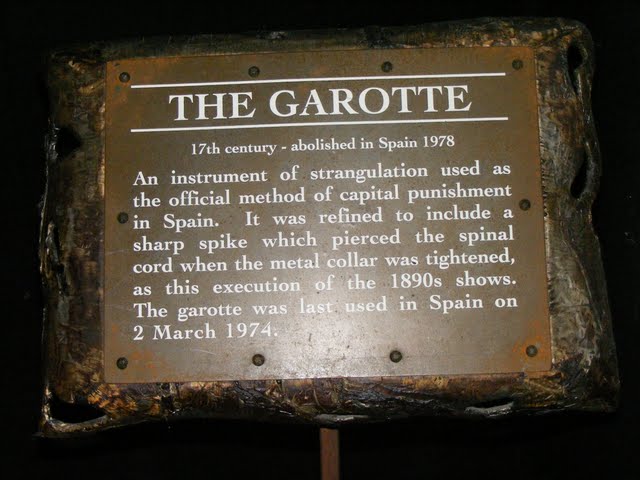 THE GAROTTE
17th century - abolished in Spain 1978
An instrument of strangulation used as
the official method of capital punishment
in Spain. It was refined to include a
sharp spike which pierced the spinal
cord when the metal collar was tightened,
as this execution of the 1890s shows.
The garotte was last used in Spain on
2 March 1974.